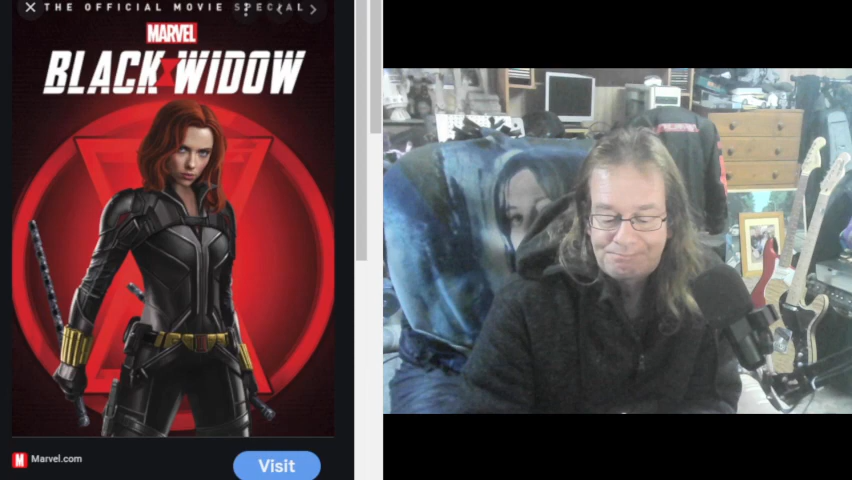 THE OFFICIAL MOVIE SPECIAL
MARVEL
BLACK WIDOW
M
Marvel.com
Visit